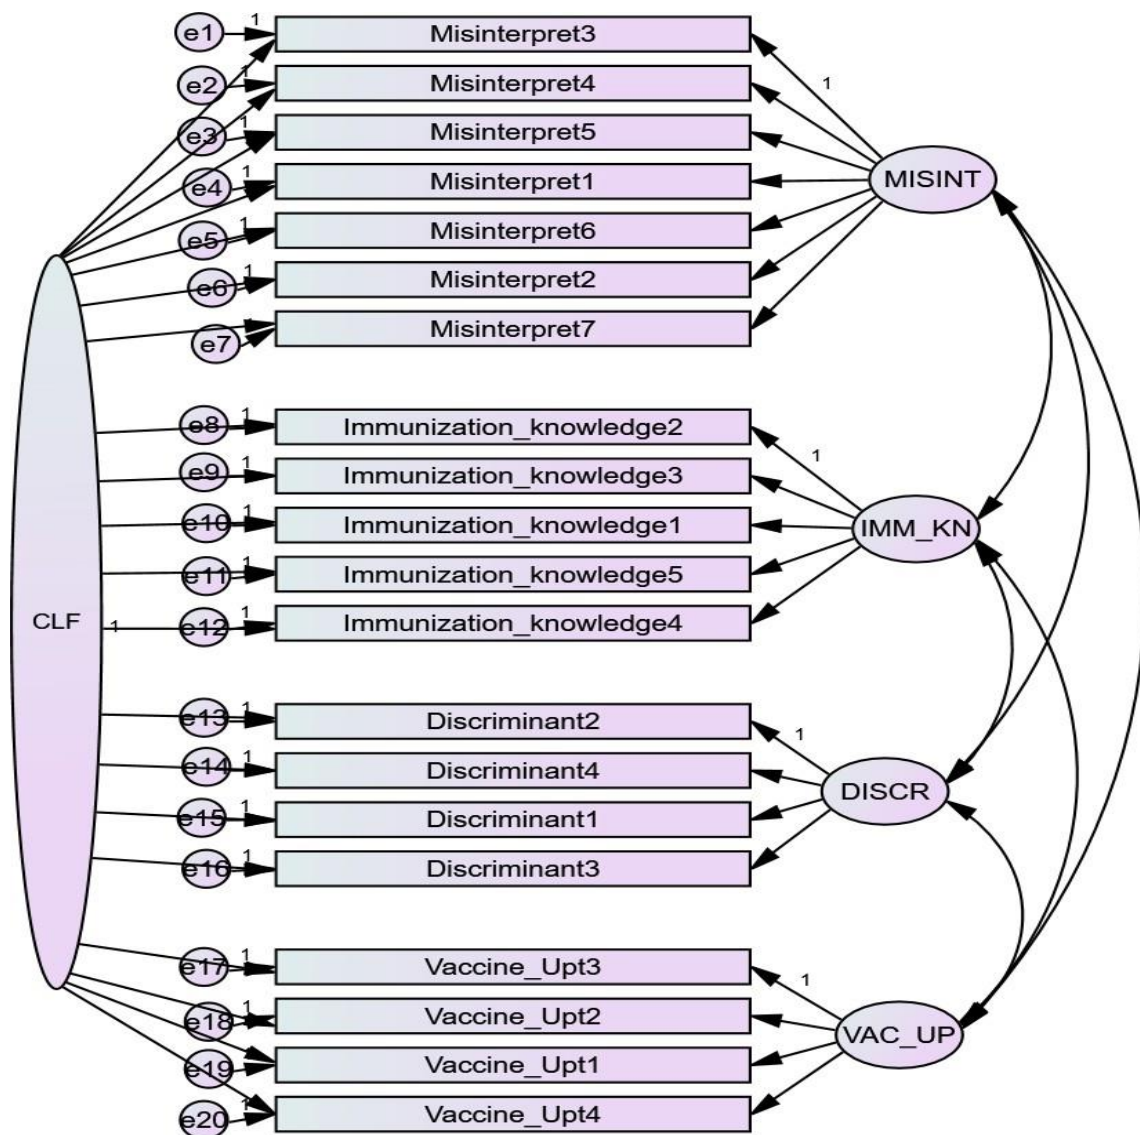 e1 1 Misinterpret3
e2 1 Misinterpret4
1
e3 1 Misinterpret5
e4 1 Misinterpret1
MISINT
e5 1 Misinterpret6
e6 1 Misinterpret2
e7 1 Misinterpret7
e8 1 Immunization_knowledge2
1
e9 1 Immunization_knowledge3
e10 1 Immunization_knowledge1
IMM_KN
e11 1 Immunization_knowledge5
e12 1 Immunization_knowledge4
CLF 1
e13 1 Discriminant2
1
e14 1 Discriminant4
DISCR
e15 1 Discriminant1
e16 1 Discriminant3
e17 1 Vaccine_Upt3
1
e18 1 Vaccine_Upt2
VAC_UP
e19 1 Vaccine_Upt1
e20 1 Vaccine_Upt4